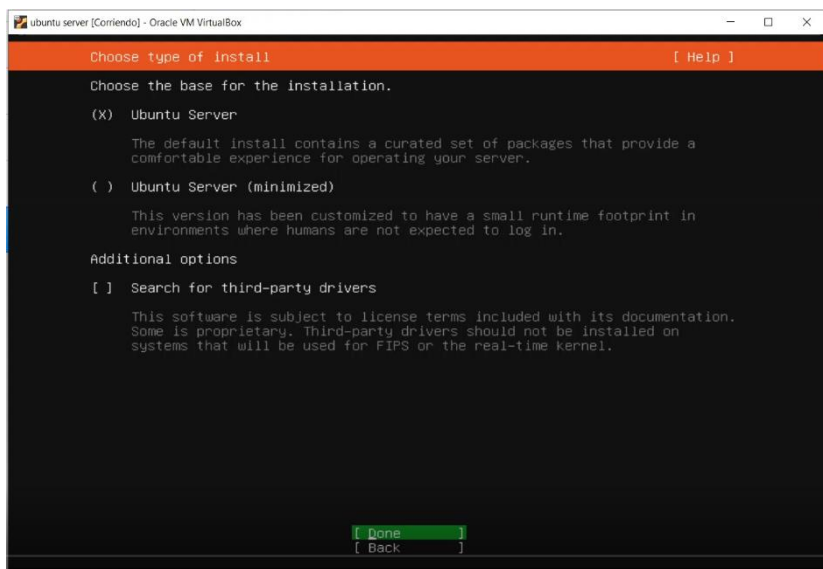 ubuntu server [Corriendo] - Oracle VM VirtualBox
Choose type of install [ Help ]
Choose the base for the installation.
(X) Ubuntu Server
The default install contains a curated set of packages that provide a
comfortable experience for operating your server.
( ) Ubuntu Server (minimized)
This version has been customized to have a small runtime footprint in
environments where humans are not expected to log in.
Additional options
[ ] Search for third-party drivers
This software is subject to license terms included with its documentation.
Some is proprietary. Third-party drivers should not be installed on
systems that will be used for FIPS or the real-time kernel.
[ Done ]
[ Back ]